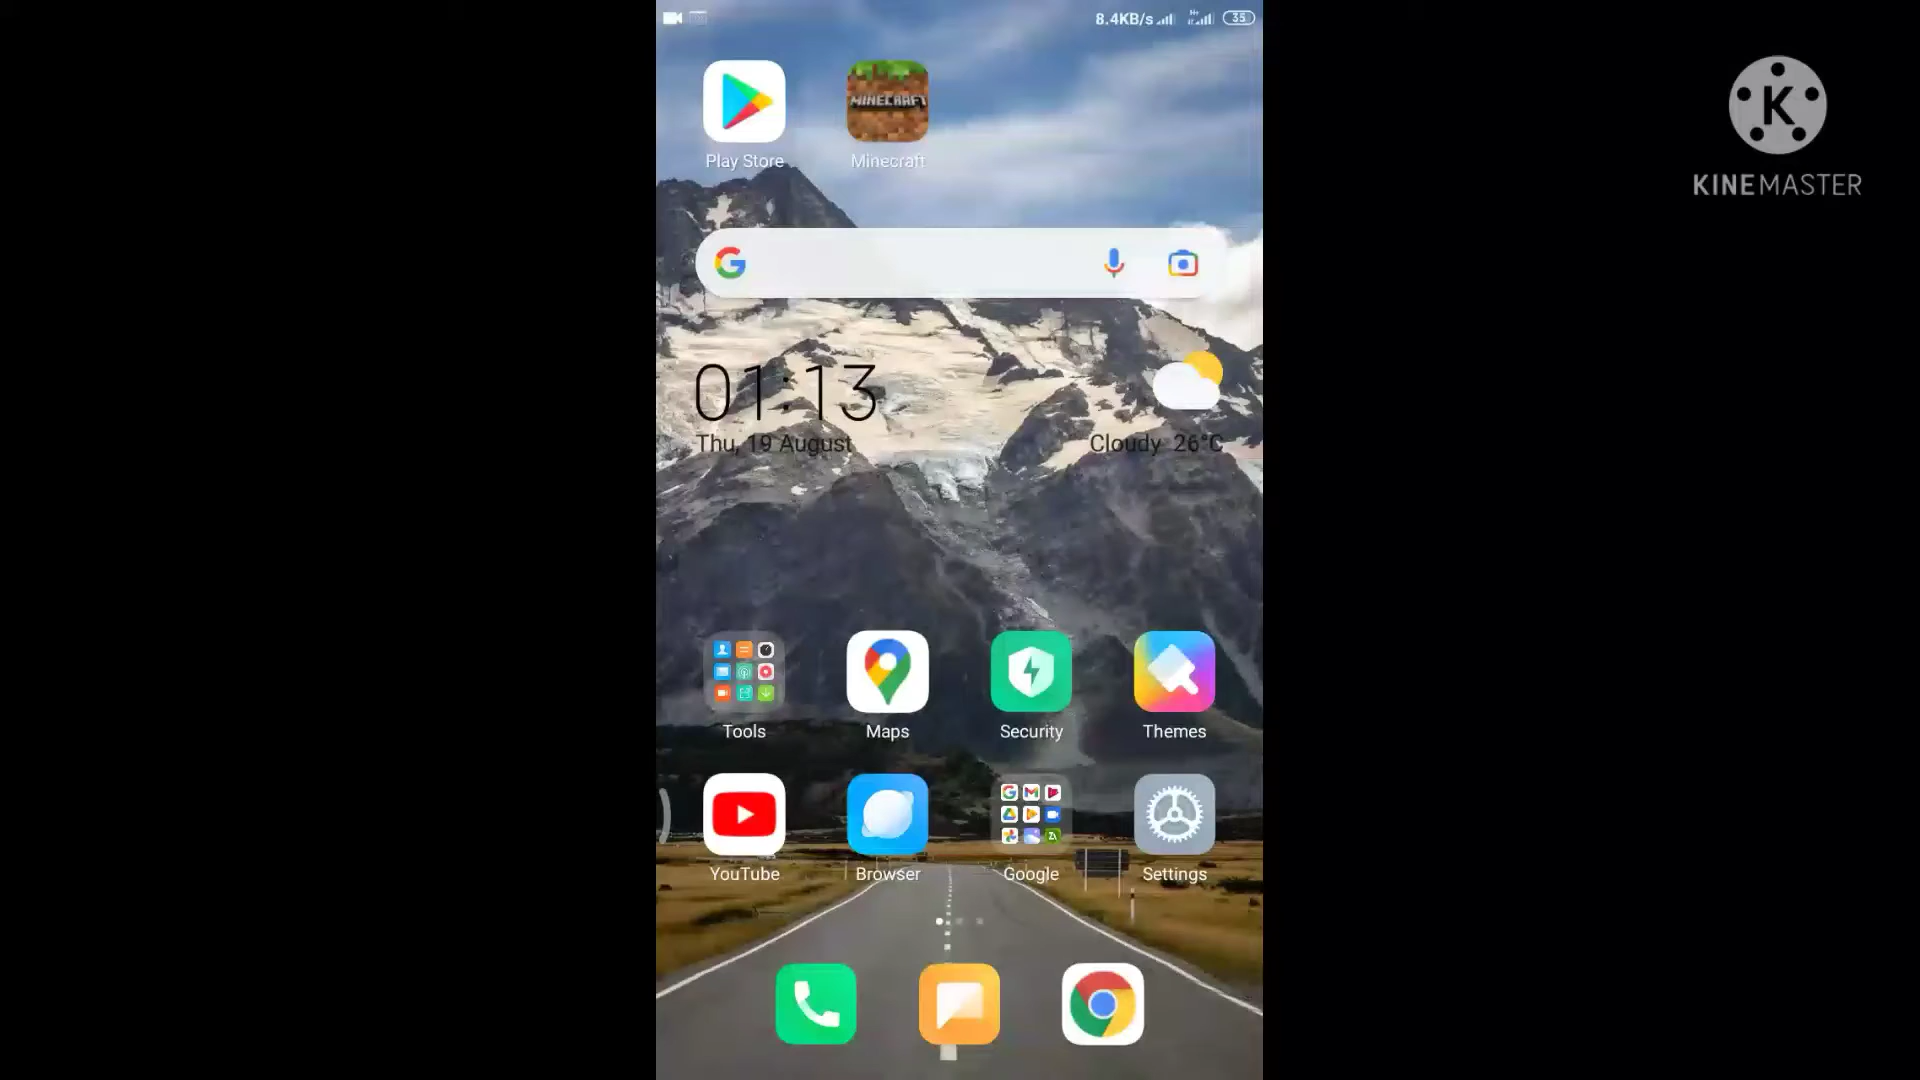 8.4KB/s
35
MINECRAFT
Play Store
Minecraft
K
KINEMASTER
G
01:13
Thu, 19 August
Cloudy 26°C
Tools
Maps
Security
Themes
YouTube
Browser
Google
Settings